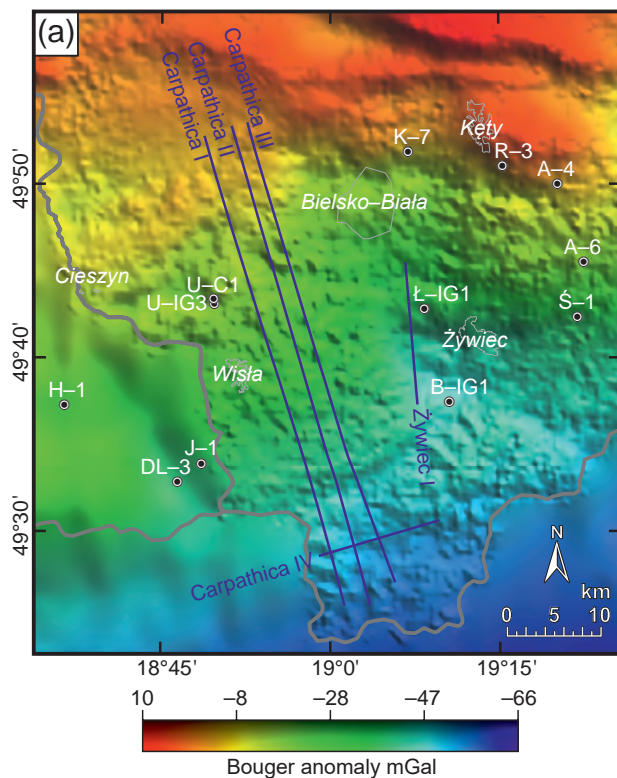 (a)
Carpathica I
Carpathica II
Carpathica III
K–7
Kęty
R–3
A–4
49°50'
Bielsko–Biała
A–6
Cieszyn
U–C1
U–IG3
Ł–IG1
Ś–1
Żywiec
49°40'
Wisła
H–1
B–IG1
Żywiec I
J–1
DL–3
49°30'
Carpathica IV
N
km
0 5 10
18°45' 19°0' 19°15'
10 –8 –28 –47 –66
Bouger anomaly mGal